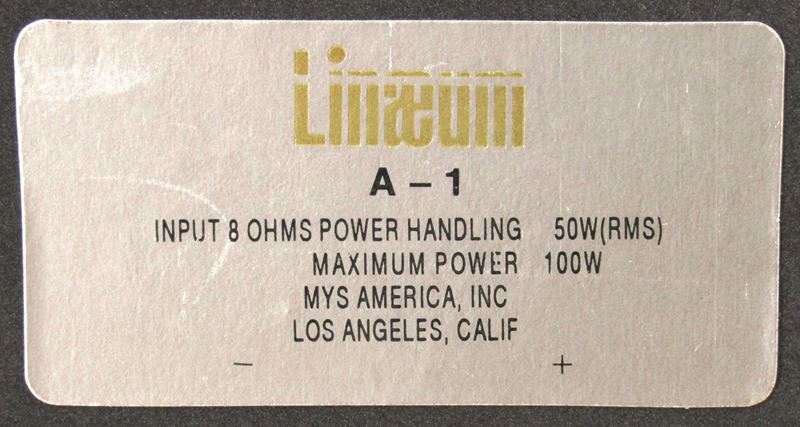 Linaeum
A - 1
INPUT 8 OHMS POWER HANDLING 50W(RMS)
MAXIMUM POWER 100W
MYS AMERICA, INC
LOS ANGELES, CALIF
- +